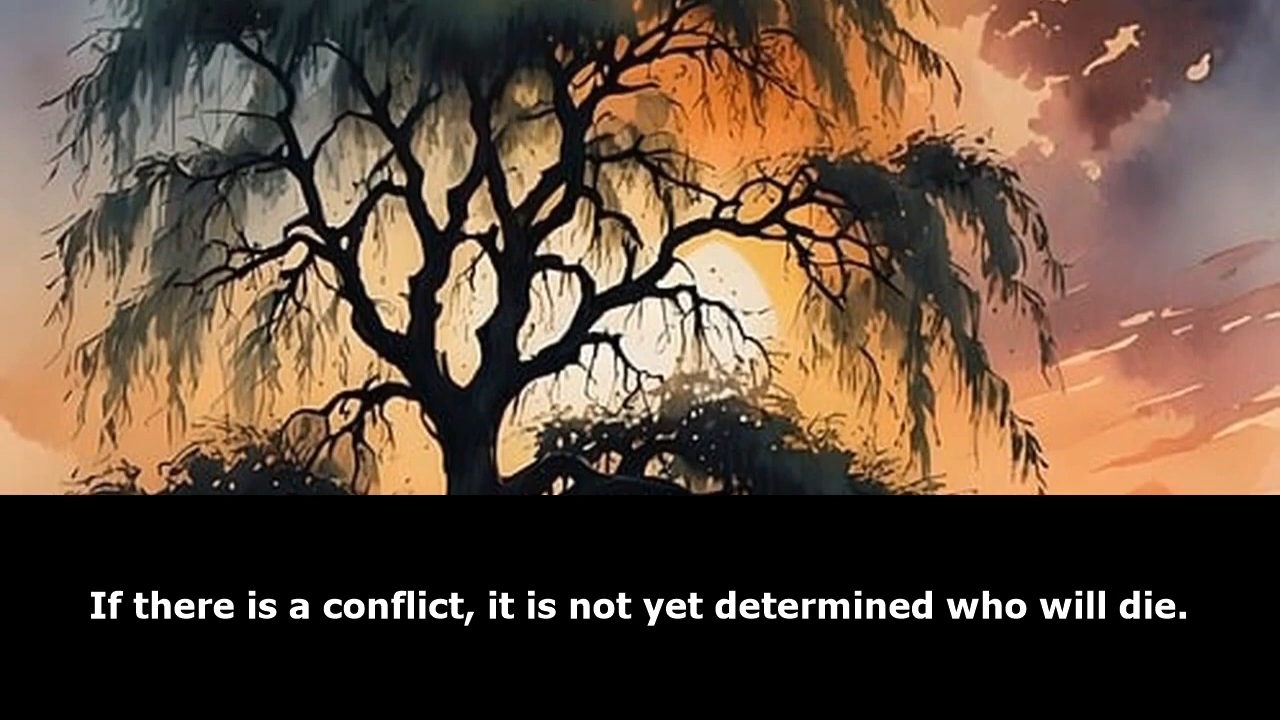 If there is a conflict, it is not yet determined who will die.